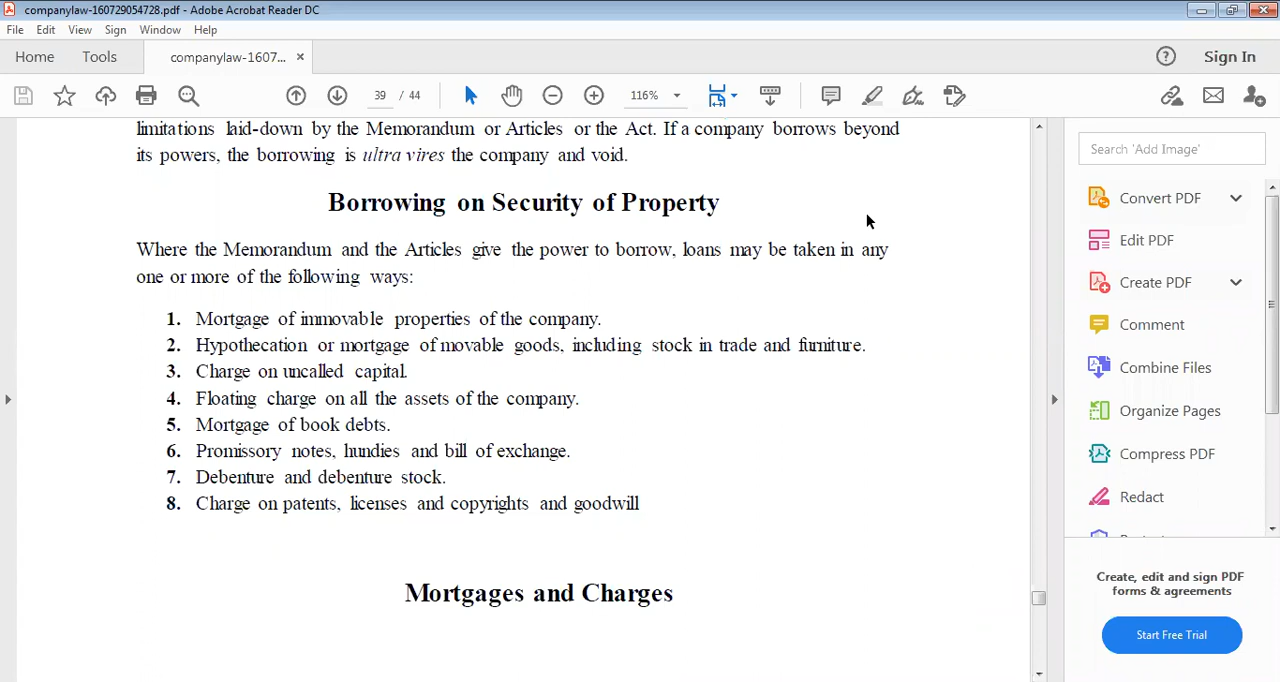 companylaw-160729054728.pdf - Adobe Acrobat Reader DC
File Edit View Sign Window Help
Home Tools companylaw-1607... × Sign In
39 / 44 116%
limitations laid-down by the Memorandum or Articles or the Act. If a company borrows beyond
its powers, the borrowing is ultra vires the company and void.
Borrowing on Security of Property
Where the Memorandum and the Articles give the power to borrow, loans may be taken in any
one or more of the following ways:
1. Mortgage of immovable properties of the company.
2. Hypothecation or mortgage of movable goods, including stock in trade and furniture.
3. Charge on uncalled capital.
4. Floating charge on all the assets of the company.
5. Mortgage of book debts.
6. Promissory notes, hundies and bill of exchange.
7. Debenture and debenture stock.
8. Charge on patents, licenses and copyrights and goodwill
Mortgages and Charges
Search 'Add Image'
Convert PDF
Edit PDF
Create PDF
Comment
Combine Files
Organize Pages
Compress PDF
Redact
Create, edit and sign PDF
forms & agreements
Start Free Trial